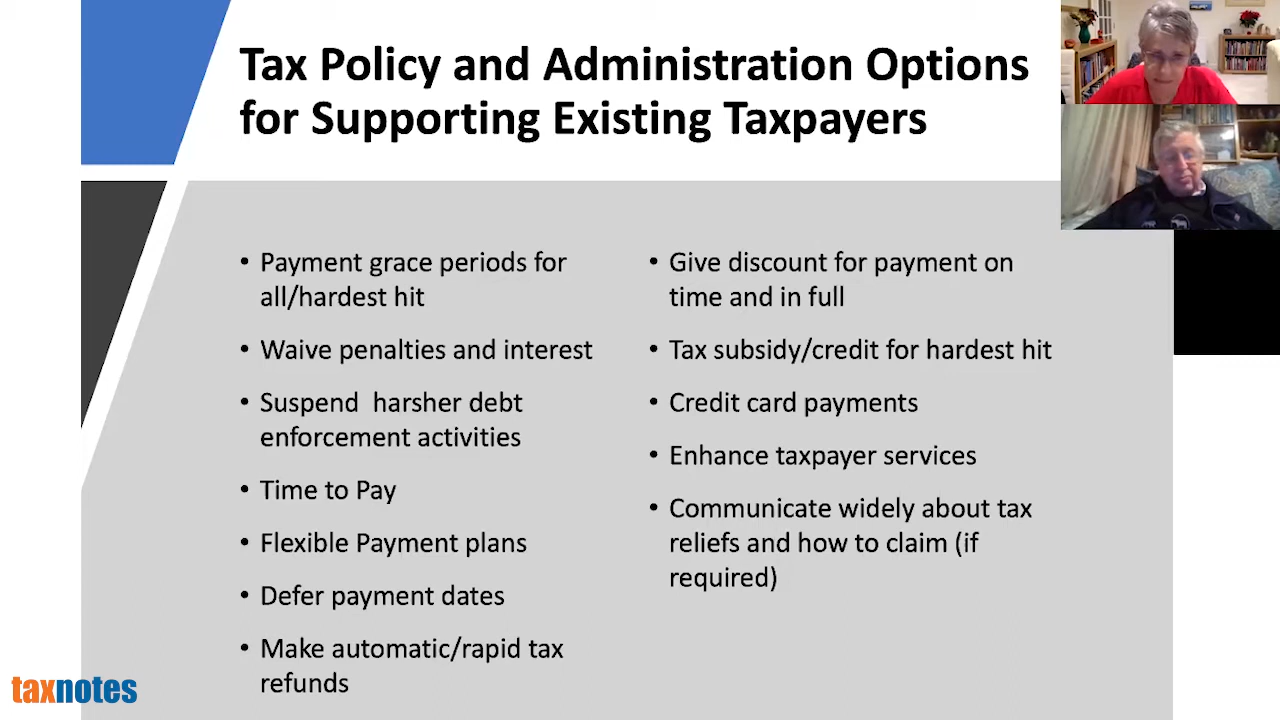 Tax Policy and Administration Options
for Supporting Existing Taxpayers
• Payment grace periods for
all/hardest hit
• Waive penalties and interest
• Suspend  harsher debt
enforcement activities
• Time to Pay
• Flexible Payment plans
• Defer payment dates
• Make automatic/rapid tax
refunds
• Give discount for payment on
time and in full
• Tax subsidy/credit for hardest hit
• Credit card payments
• Enhance taxpayer services
• Communicate widely about tax
reliefs and how to claim (if
required)
taxnotes